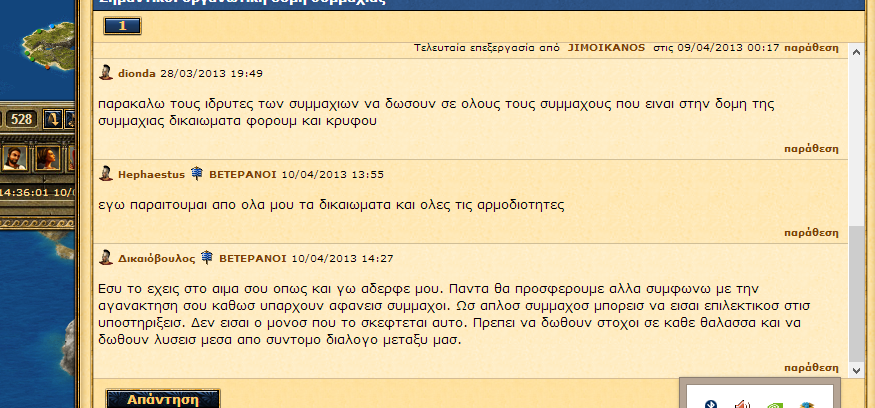 Σημαντικοί οργανωτική δομή συμμαχίας
1
Τελευταία επεξεργασία από JIMOIKANOS στις 09/04/2013 00:17 παράθεση
dionda 28/03/2013 19:49
παρακαλω τους ιδρυτες των συμμαχιων να δωσουν σε ολους τους συμμαχους που ειναι στην δομη της
συμμαχιας δικαιωματα φορουμ και κρυφου
παράθεση
528
Hephaestus ΒΕΤΕΡΑΝΟΙ 10/04/2013 13:55
14:36:01 10/0
εγω παραιτουμαι απο ολα μου τα δικαιωματα και ολες τις αρμοδιοτητες
παράθεση
Δικαιόβουλος ΒΕΤΕΡΑΝΟΙ 10/04/2013 14:27
Εσυ το εχεις στο αιμα σου οπως και γω αδερφε μου. Παντα θα προσφερουμε αλλα συμφωνω με την
αγανακτηση σου καθωσ υπαρχουν αφανεισ συμμαχοι. Ωσ απλοσ συμμαχοσ μπορεισ να εισαι επιλεκτικοσ στισ
υποστηριξεισ. Δεν εισαι ο μονοσ που το σκεφτεται αυτο. Πρεπει να δωθουν στοχοι σε καθε θαλασσα και να
δωθουν λυσεισ μεσα απο συντομο διαλογο μεταξυ μασ.
παράθεση
Απάντηση